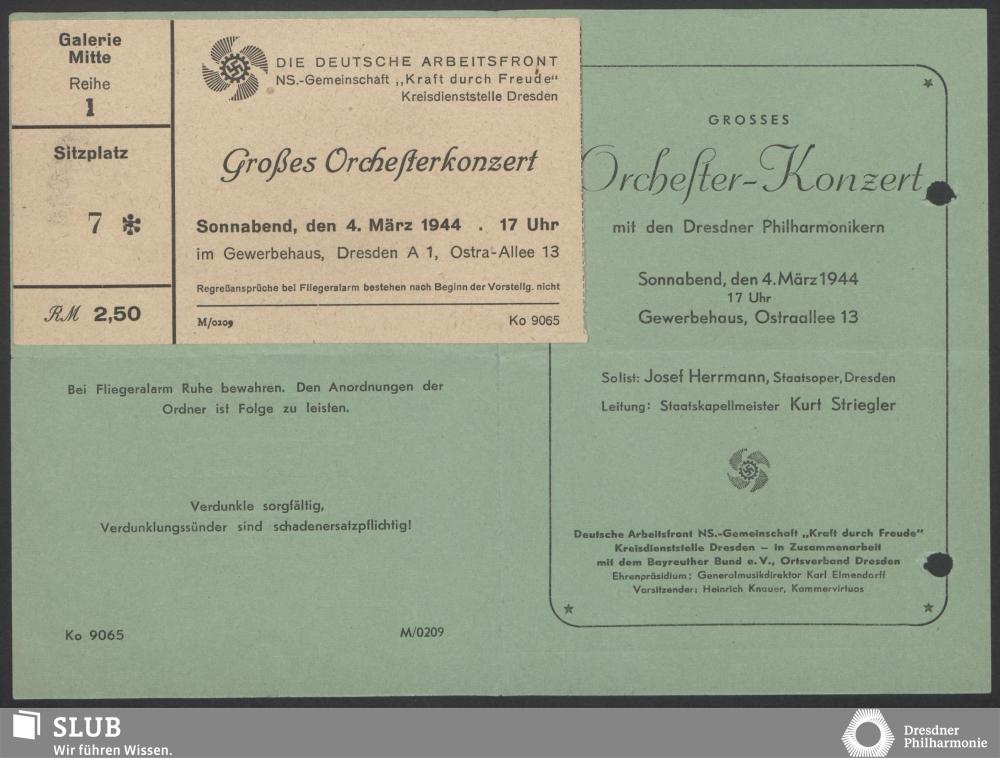 Galerie
Mitte
Reihe
1
Sitzplatz
7 *
RM 2,50
DIE DEUTSCHE ARBEITSFRONT
NS.-Gemeinschaft „Kraft durch Freude“
Kreisdienststelle Dresden
Großes Orchesterkonzert
Sonnabend, den 4. März 1944 . 17 Uhr
im Gewerbehaus, Dresden A 1, Ostra-Allee 13
Regreßansprüche bei Fliegeralarm bestehen nach Beginn der Vorstellg. nicht
M/0209 Ko 9065
Bei Fliegeralarm Ruhe bewahren. Den Anordnungen der
Ordner ist Folge zu leisten.
Verdunkle sorgfältig,
Verdunklungssünder sind schadenersatzpflichtig!
Ko 9065 M/0209
GROSSES
Orchester-Konzert
mit den Dresdner Philharmonikern
Sonnabend, den 4. März 1944
17 Uhr
Gewerbehaus, Ostraallee 13
Solist: Josef Herrmann, Staatsoper, Dresden
Leitung: Staatskapellmeister Kurt Striegler
Deutsche Arbeitsfront NS.-Gemeinschaft „Kraft durch Freude“
Kreisdienststelle Dresden – in Zusammenarbeit
mit dem Bayreuther Bund e. V., Ortsverband Dresden
Ehrenpräsidium: Generalmusikdirektor Karl Elmendorff
Vorsitzender: Heinrich Knauer, Kammervirtuos
SLUB
Wir führen Wissen.
Dresdner
Philharmonie